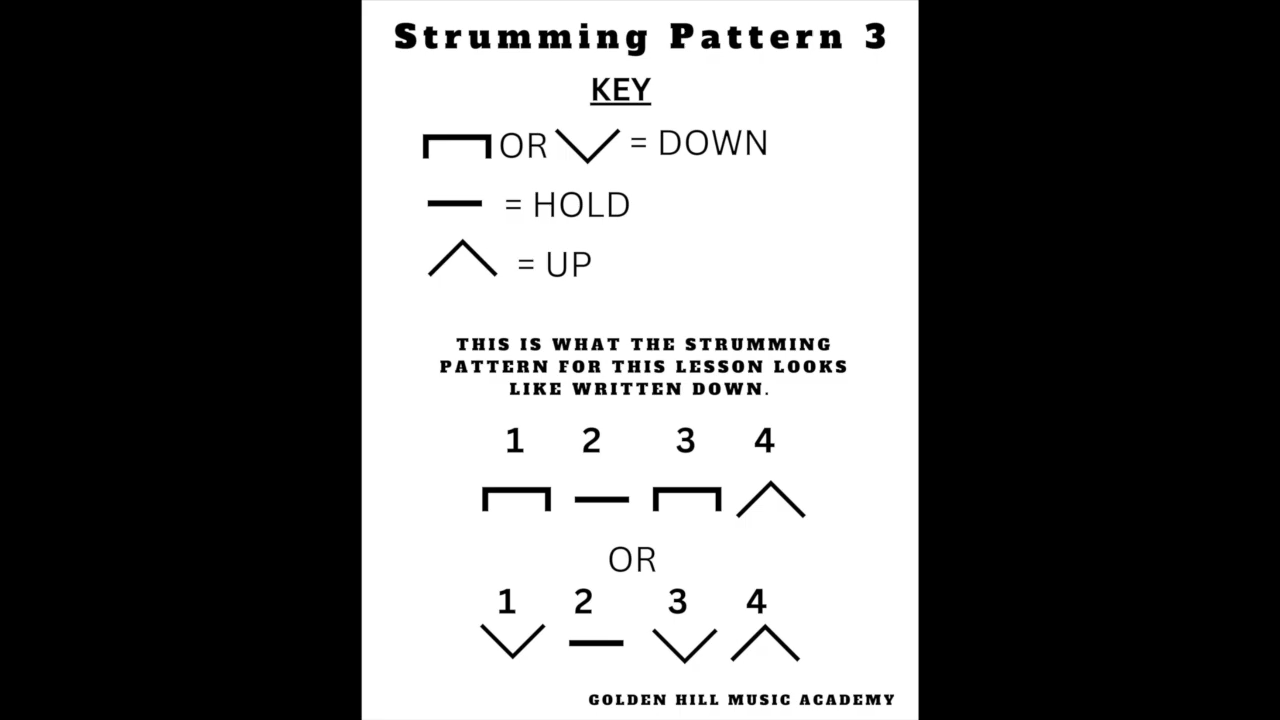 Strumming Pattern 3
KEY
OR = DOWN
= HOLD
= UP
THIS IS WHAT THE STRUMMING
PATTERN FOR THIS LESSON LOOKS
LIKE WRITTEN DOWN.
1 2 3 4
OR
1 2 3 4
GOLDEN HILL MUSIC ACADEMY